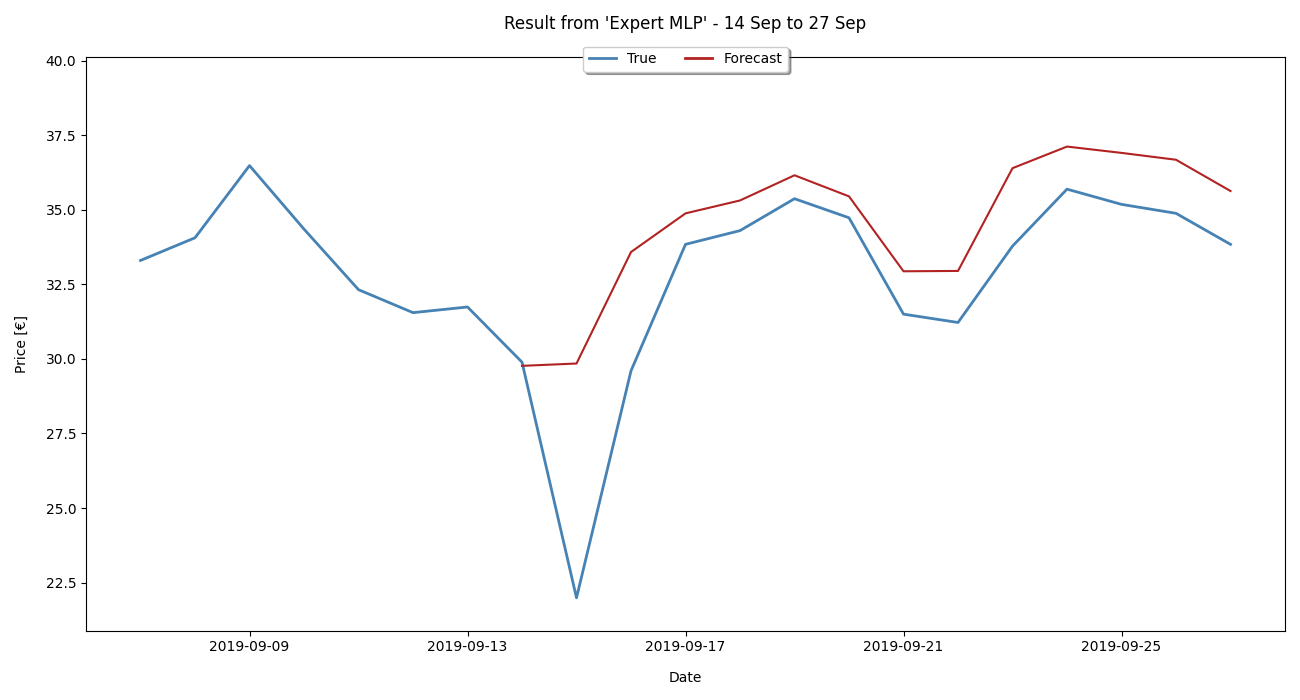 Result from 'Expert MLP' - 14 Sep to 27 Sep
True Forecast
40.0
37.5
35.0
32.5
30.0
27.5
25.0
22.5
Price [€]
2019-09-09 2019-09-13 2019-09-17 2019-09-21 2019-09-25
Date